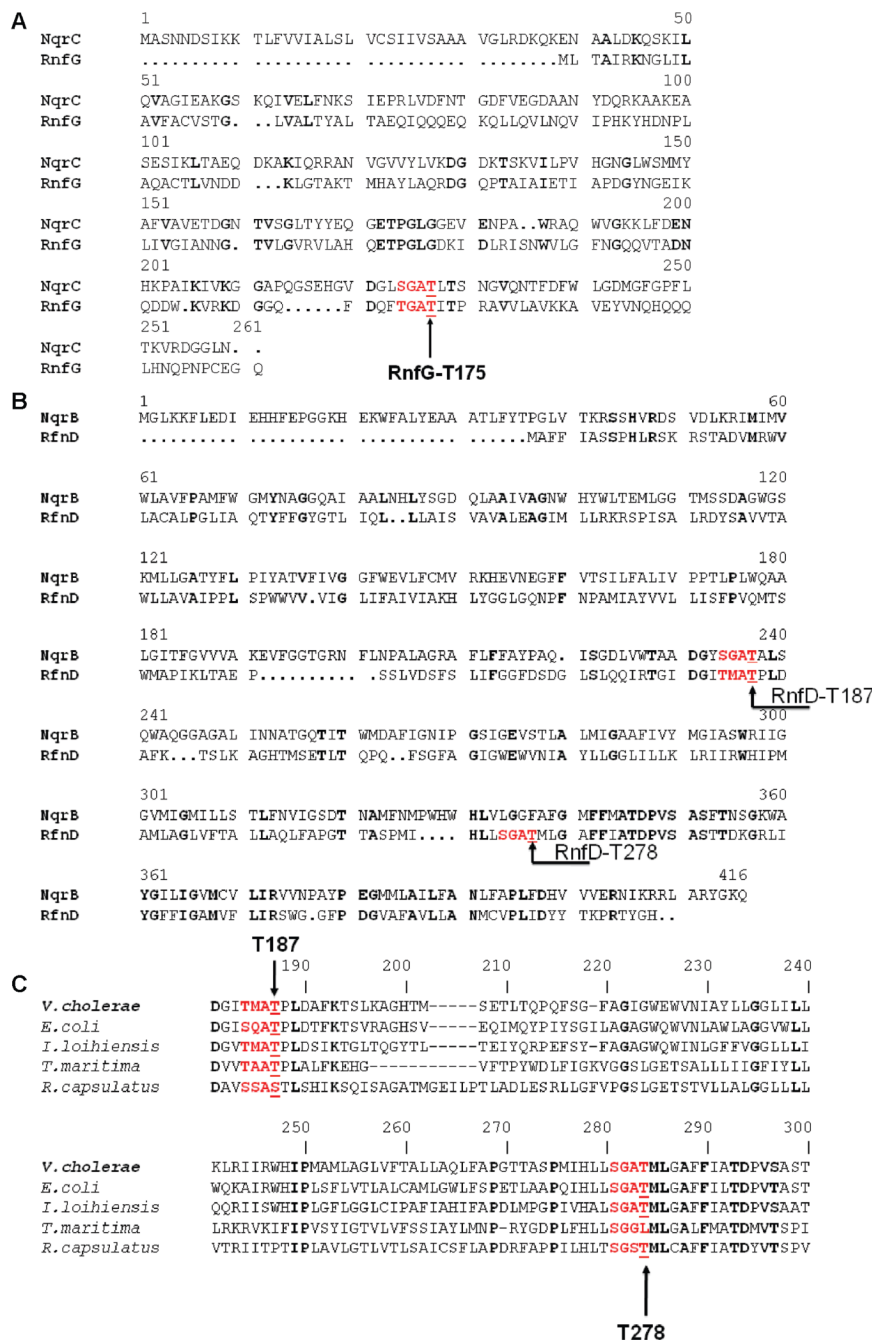 A
1 50
NqrC MASNNDSIKK TLFVVIALSL VCSIIVSAAA VGLRDKQKEN AALDKQSKIL
RnfG .......... .......... .......... ........ML TAIRKNGLIL
51 100
NqrC QVAGIEAKGS KQIVELFNKS IEPRLVDFNT GDFVEGDAAN YDQRKAAKEA
RnfG AVFACVSTG. .LVALTYALT AEQIQQQEQK QLLQVLNQVI PHKYHDNPL
101 150
NqrC SESIKLTAEQ DKAKIQRRAN VGVVYLVKDG DKTSKVILPV HGNGLWSMMY
RnfG AQACTLVNDD ...KLGTAKT MHAYLAQRDG QPTAIAIETI APDGYNGEIK
151 200
NqrC AFVAVETDGN TVSGLTYYEQ GETPGLGGEV ENPA..WRAQ WVGKKLFDEN
RnfG LIVGIANNG. TVLGVRVLAH QETPGLGDKI DLRISNWVLG FNGQQVTADN
201 250
NqrC HKPAIKIVKG GAPQGSEHGV DGLSGATLTS NGVQNTFDFW LGDMGFGPFL
RnfG QDDW.KVRKD GGQ......F DQFTGATITP RAVVLAVKKA VEYVNQHQQQ
251 261
NqrC TKVRDGGLN. .
RnfG LHNQPNPCEG Q
RnfG-T175
B
1 60
NqrB MGLKKFLEDI EHHFEPGGKH EKWFALYEAA ATLFYTPGLV TKRSSHVRDS VDLKRIMIMV
RfnD .......... .......... .......... ......MAFF IASSPHLRSK RSTADVMRWV
61 120
NqrB WLAVFPAMFW GMYNAGGQAI AALNHLYSGD QLAAIVAGNW HYWLTEMLGG TMSSDAGWGS
RfnD LACALPGLIA QTYFFGYGTL IQL..LLAIS VAVALEAGIM LLRKRSPISA LRDYSAVVTA
121 180
NqrB KMLLGATYFL PIYATVFIVG GFWEVLFCMV RKHEVNEGFF VTSILFALIV PPTLPLWQAA
RfnD WLLAVAIPPL SPWWVV.VIG LIFAIVIAKH LYGGLGQNPF NPAMIAYVVL LISFPVQMTS
181 240
NqrB LGITFGVVVA KEVFGGTGRN FLNPALAGRA FLFFAYPAQ. ISGDLVWTAA DGYSGATALS
RfnD WMAPIKLTAE P......... ...SSLVDSFS LIFGGFDSDG LSLQQIRTGI DGITMATPLD
RnfD-T187
241 300
NqrB QWAQGGAGAL INNATGQTIT WMDAFIGNIP GSIGEVSTLA LMIGAAFIVY MGIASWRIIG
RfnD AFK...TSLK AGHTMSETLT QPQ..FSGFA GIGWEWVNIA YLLGGLILLK LRIIRWHIPM
301 360
NqrB GVMIGMILLS TLFNVIGSDT NAMFNMPWHW HLVLGGFAFG MFFMATDPVS ASFTNSGKWA
RfnD AMLAGLVFTA LLAQLFAPGT TASPMI.... HLLSGATMLG AFFIATDPVS ASTTDKGRLI
RnfD-T278
361 416
NqrB YGILIGVMCV LIRVVNPAYP EGMMLAILFA NLFAPLFDHV VVERNIKRRL ARYGKQ
RfnD YGFFIGAMVF LIRSWG.GFP DGVAFAVLLA NMCVPLIDYY TKPRTYGH..
T187
C
190 200 210 220 230 240
V.cholerae DGITMATPLDAFKTSLKAGHTM-----SETLTQPQFSG-FAGIGWEWVNIAYLLGGLILL
E.coli DGISQATPLDTFKTSVRAGHSV-----EQIMQYPIYSGILAGAGWQWVNLAWLAGGVWLL
I.loihiensis DGVTMATPLDSIKTGLTQGYTL-----TEIYQRPEFSY-FAGAGWQWINLGFFVGGLLLI
T.maritima DVVTAATPLALFKEHG-----------VFTPYWDLFIGKVGGSLGETSALLLIIGFIYLL
R.capsulatus DAVSSASTLSHIKSQISAGATMGEILPTLADLESRLLGFVPGSLGETSVLALLAGGLLLL
250 260 270 280 290 300
V.cholerae KLRIIRWHIPMAMLAGLVFTALLAQLFAPGTTASPMIHLLSGATMLGAFFIATDPVSAST
E.coli WQKAIRWHIPLSFLVTLALCAMLGWLFSPETLAAPQIHLLSGATMLGAFFILTDPVTAST
I.loihiensis QQRIISWHIPLGFLGGLCIPAFIAHIFAPDLMPGPIVHALSGATMLGAFFIATDPVSAAT
T.maritima LRKRVKIFIPVSYIGTVLVFSSIAYLMNP-RYGDPLFHLLSGGLMLGALFMATDMVTSPT
R.capsulatus VTRIITPTIPLAVLGTLVTLSAICSFLAPDRFAPPILHLTSGSTMLCAFFIATDYVTSPV
T278